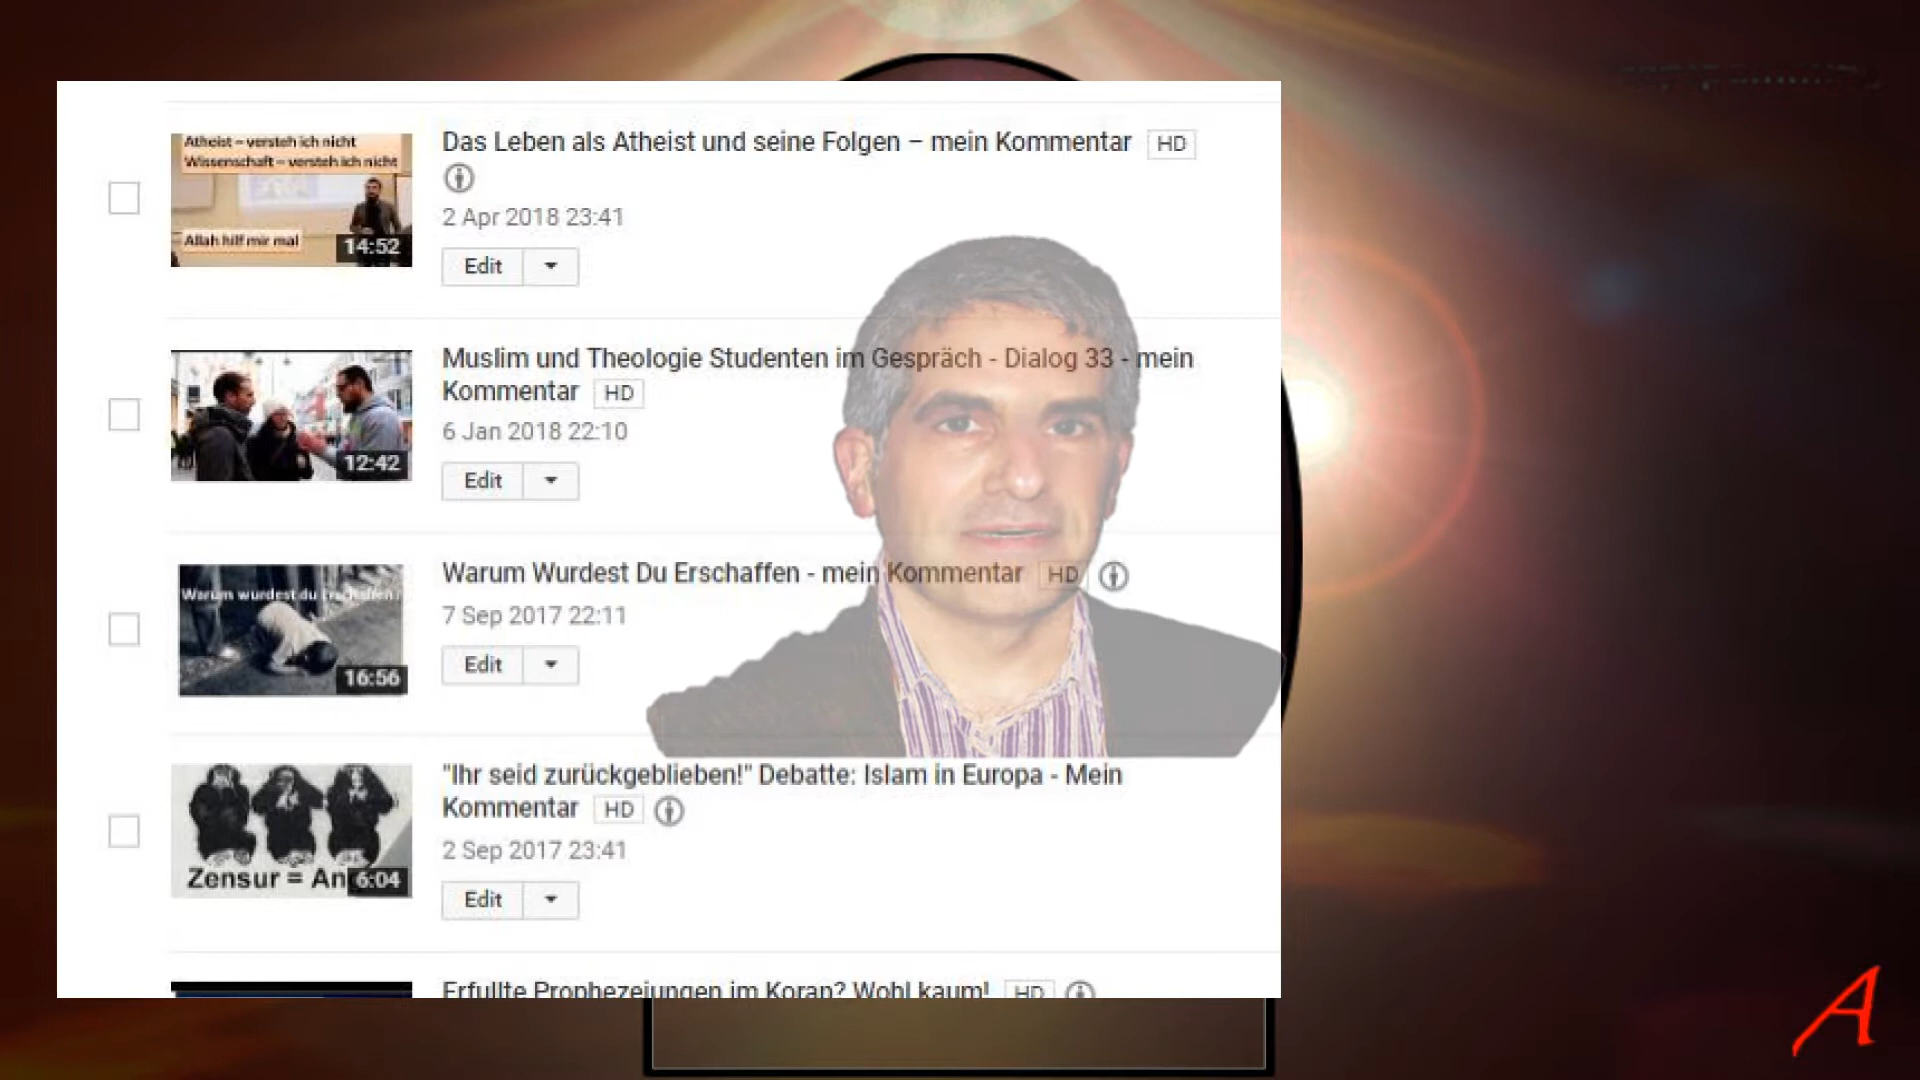 Atheist – versteh ich nicht
Wissenschaft – versteh ich nicht
Allah hilf mir mal
14:52
Das Leben als Atheist und seine Folgen – mein Kommentar HD
2 Apr 2018 23:41
Edit
12:42
Muslim und Theologie Studenten im Gespräch - Dialog 33 - mein
Kommentar HD
6 Jan 2018 22:10
Edit
Warum wurdest du erschaffen?
16:56
Warum Wurdest Du Erschaffen - mein Kommentar HD
7 Sep 2017 22:11
Edit
Zensur = An
6:04
"Ihr seid zurückgeblieben!" Debatte: Islam in Europa - Mein
Kommentar HD
2 Sep 2017 23:41
Edit
Erfullte Prophezeiungen im Koran? Wohl kaum! HD
A